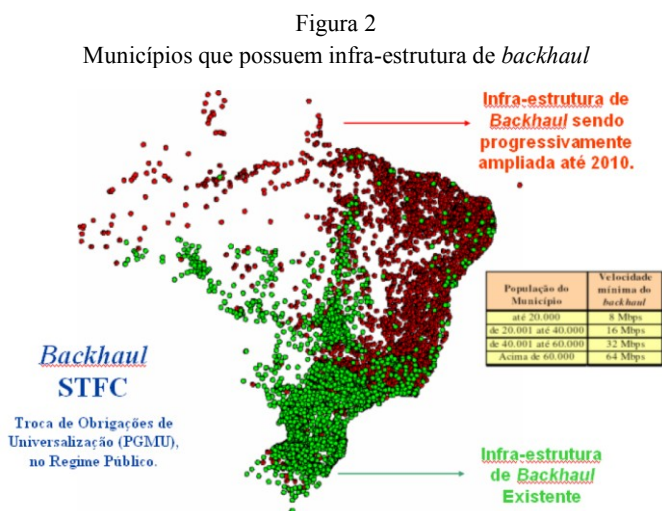 Figura 2
Municípios que possuem infra-estrutura de backhaul
Infra-estrutura de
Backhaul sendo
progressivamente
ampliada até 2010.
População do Município | Velocidade mínima do backhaul
até 20.000 | 8 Mbps
de 20.001 até 40.000 | 16 Mbps
de 40.001 até 60.000 | 32 Mbps
Acima de 60.000 | 64 Mbps
Backhaul
STFC
Troca de Obrigações de
Universalização (PGMU),
no Regime Público.
Infra-estrutura
de Backhaul
Existente